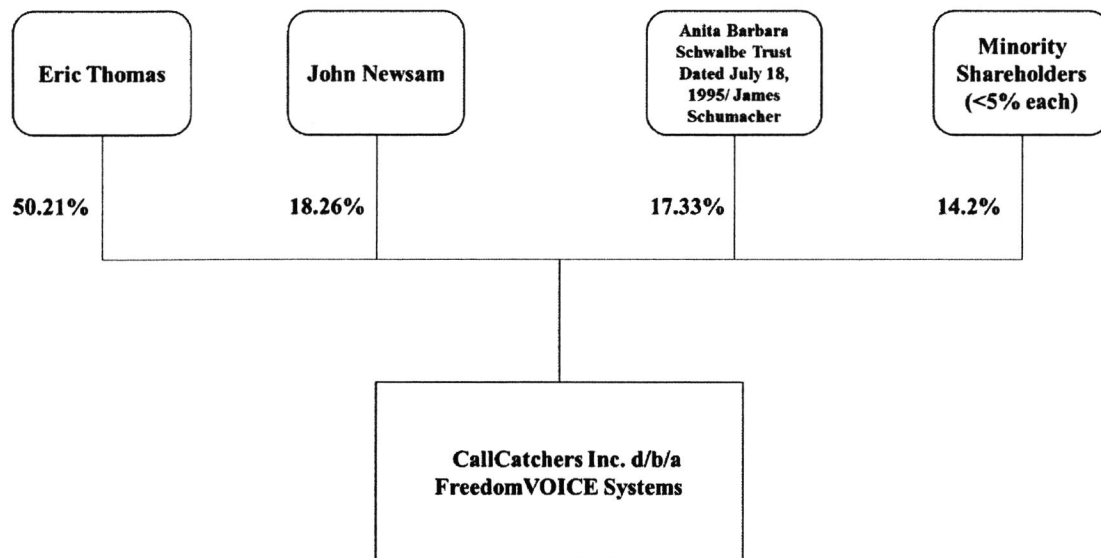 Eric Thomas
John Newsam
Anita Barbara
Schwalbe Trust
Dated July 18,
1995/ James
Schumacher
Minority
Shareholders
(<5% each)
50.21%
18.26%
17.33%
14.2%
CallCatchers Inc. d/b/a
FreedomVOICE Systems